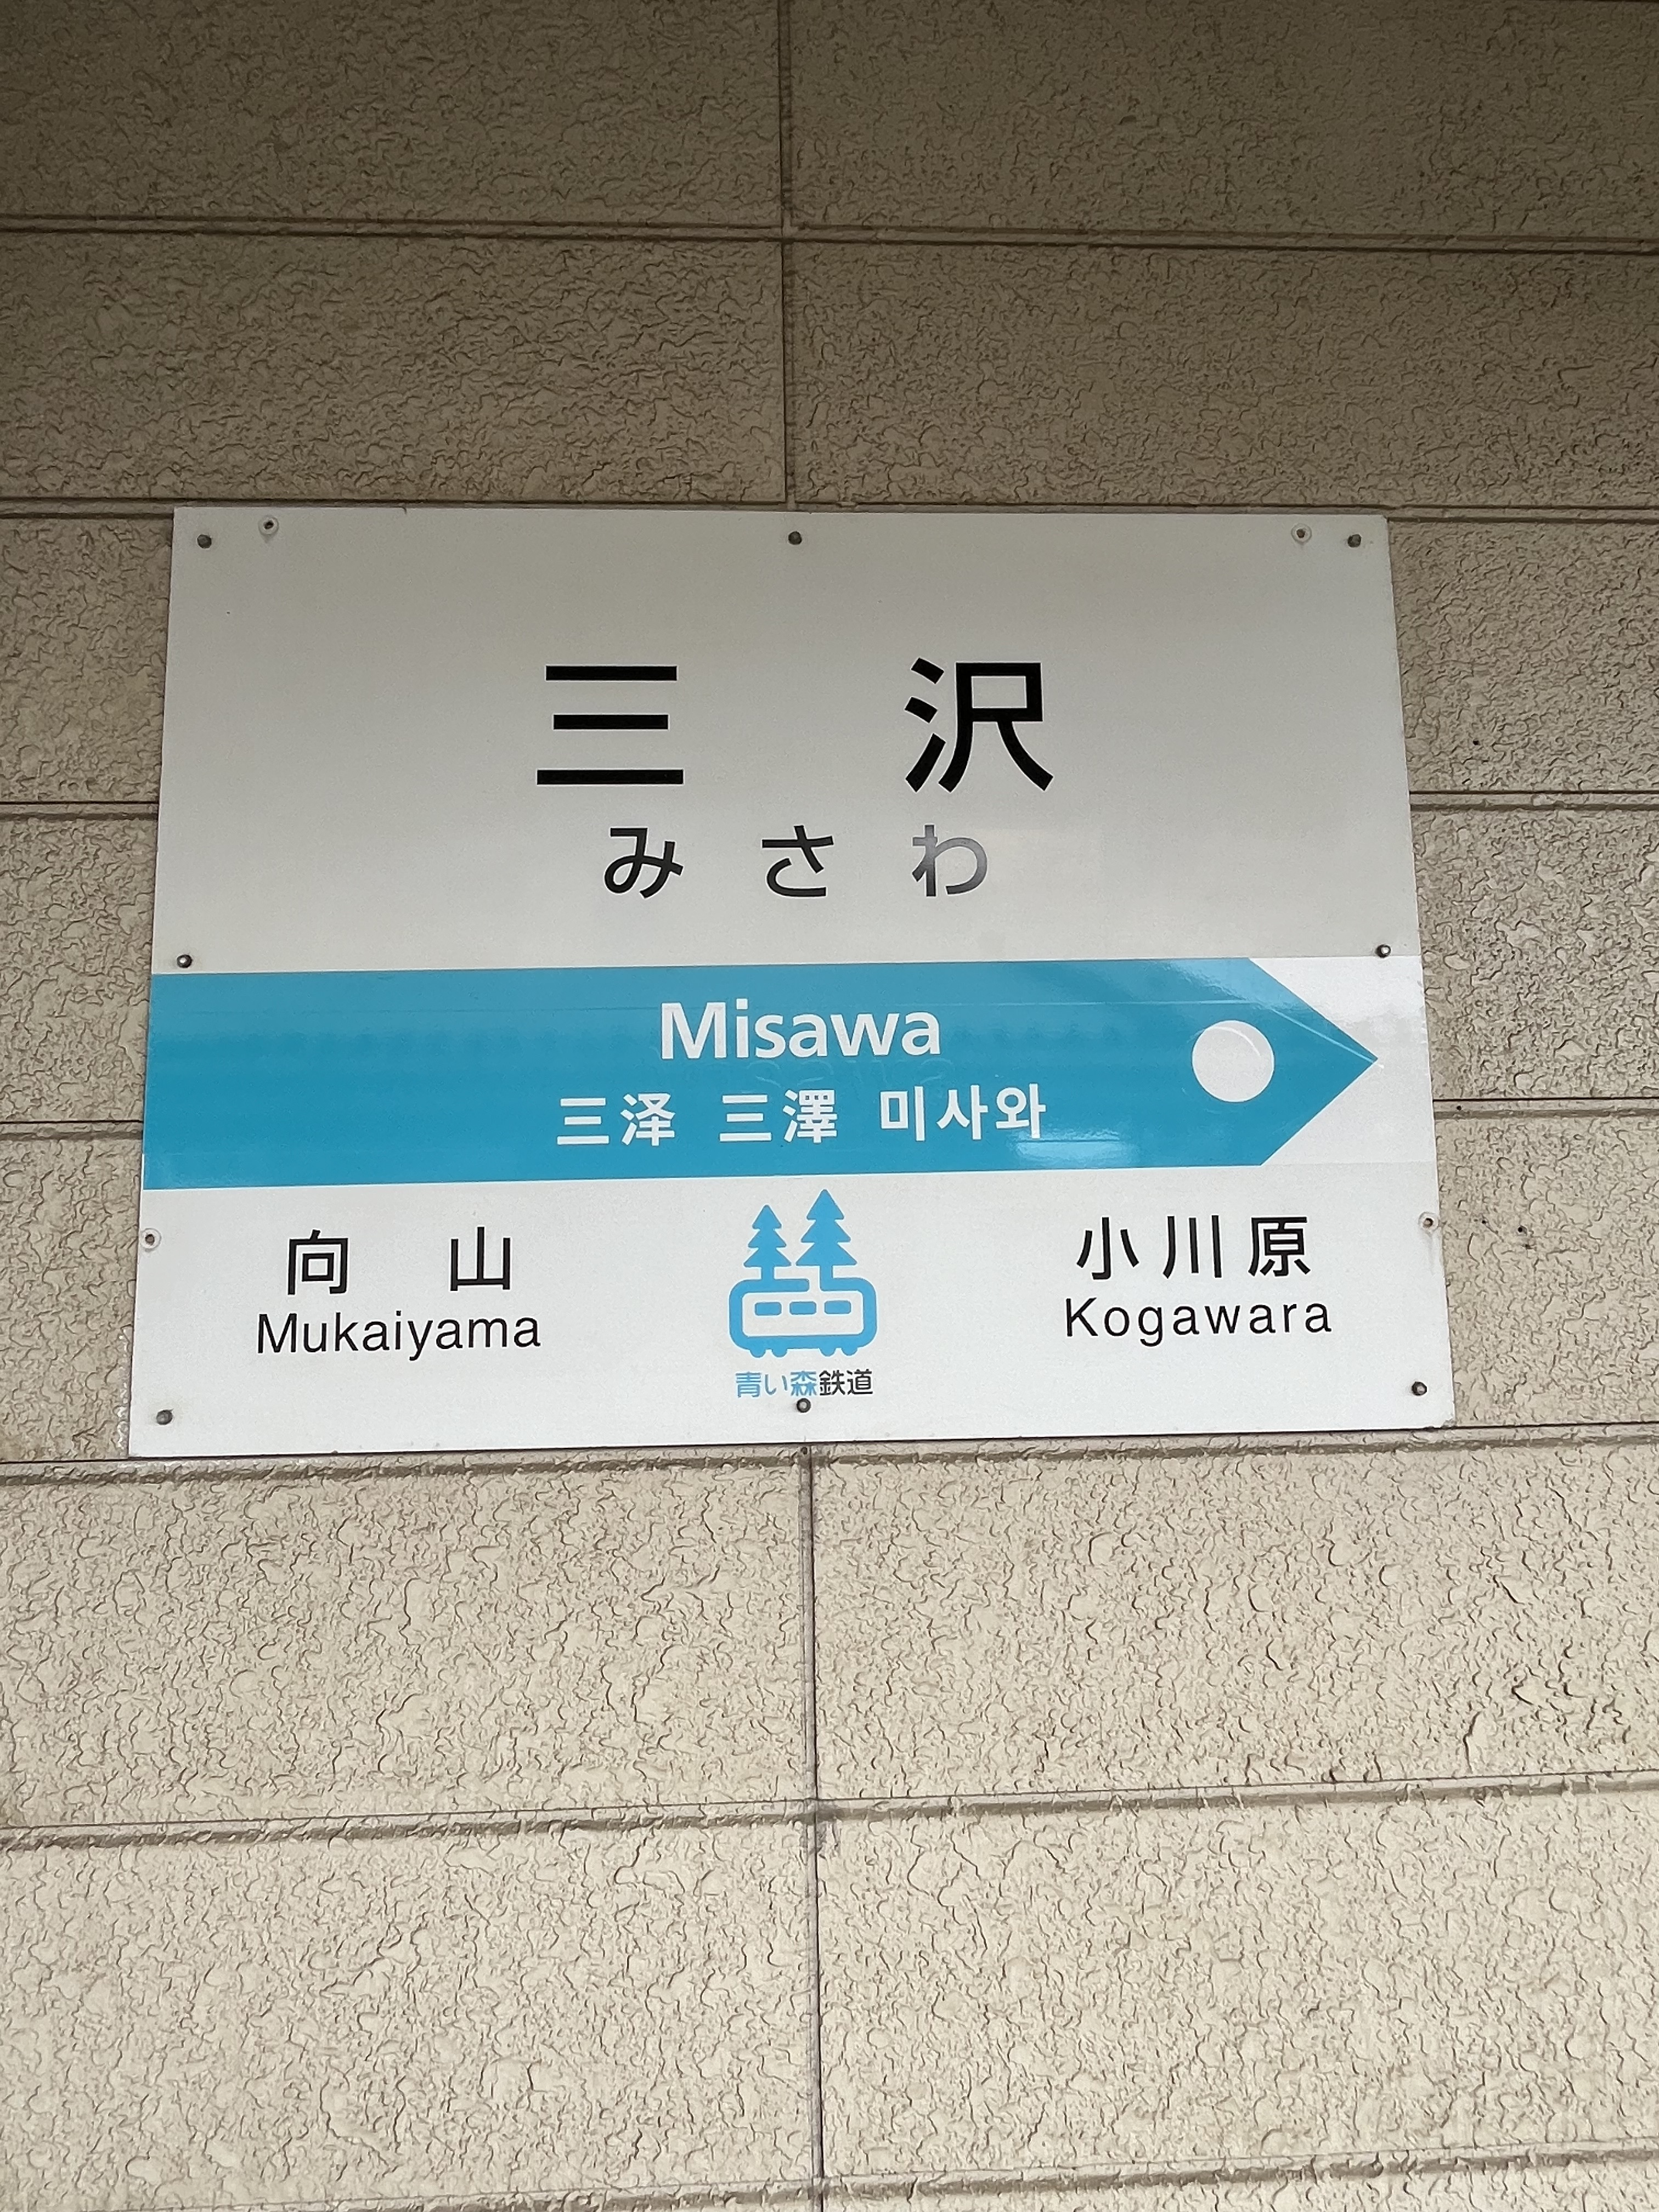 三沢
みさわ
Misawa
三泽 三澤 미사와
向山 小川原
Mukaiyama Kogawara
青い森鉄道